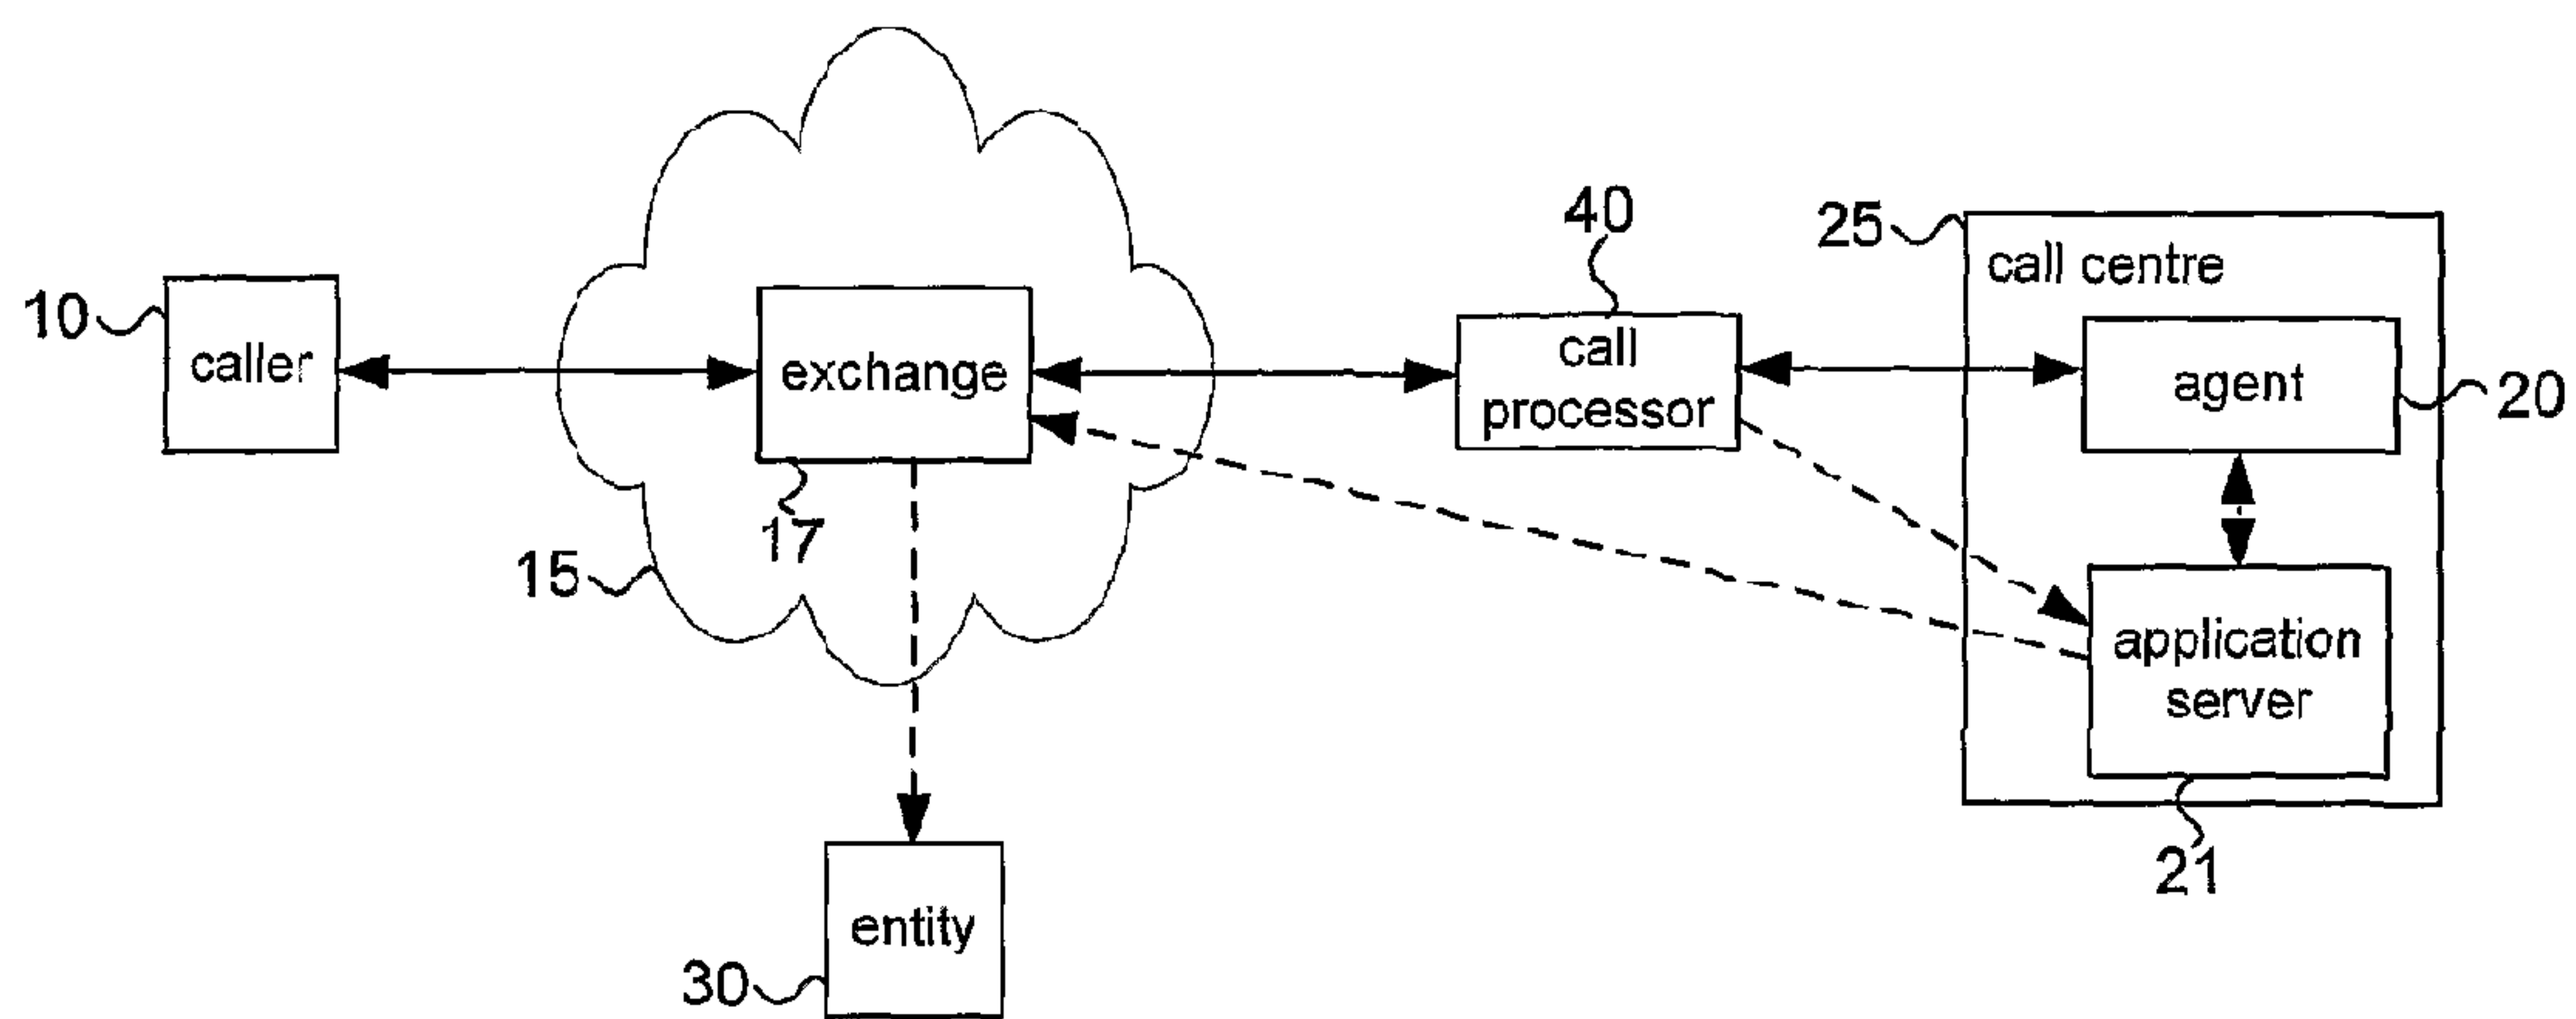 40
25
call centre
10
caller
exchange
call
processor
agent
20
17
15
application
server
21
entity
30